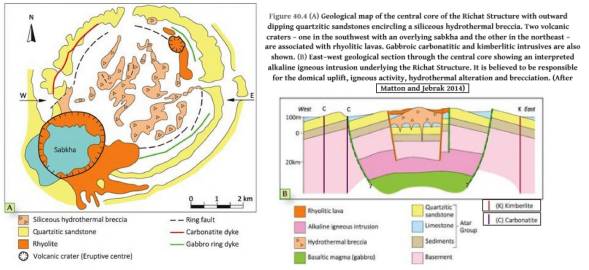 Figure 40.4 (A) Geological map of the central core of the Richat Structure with outward
dipping quartzitic sandstones encircling a siliceous hydrothermal breccia. Two volcanic
craters - one in the southwest with an overlying sabkha and the other in the northeast -
are associated with rhyolitic lavas. Gabbroic carbonatitic and kimberlitic intrusives are also
shown. (B) East–west geological section through the central core showing an interpreted
alkaline igneous intrusion underlying the Richat Structure. It is believed to be responsible
for the domical uplift, igneous activity, hydrothermal alteration and brecciation. (After
Matton and Jebrak 2014)
N
W
E
Sabkha
0 1 2 km
A
Siliceous hydrothermal breccia
Quartzitic sandstone
Rhyolite
Volcanic crater (Eruptive centre)
Ring fault
Carbonatite dyke
Gabbro ring dyke
West C C K East
100m
0
20km
? ?
B
Rhyolitic lava
Alkaline igneous intrusion
Hydrothermal breccia
Basaltic magma (gabbro)
Quartzitic
sandstone
Limestone
Sediments
Basement
Atar
Group
(K) Kimberlite
(C) Carbonatite